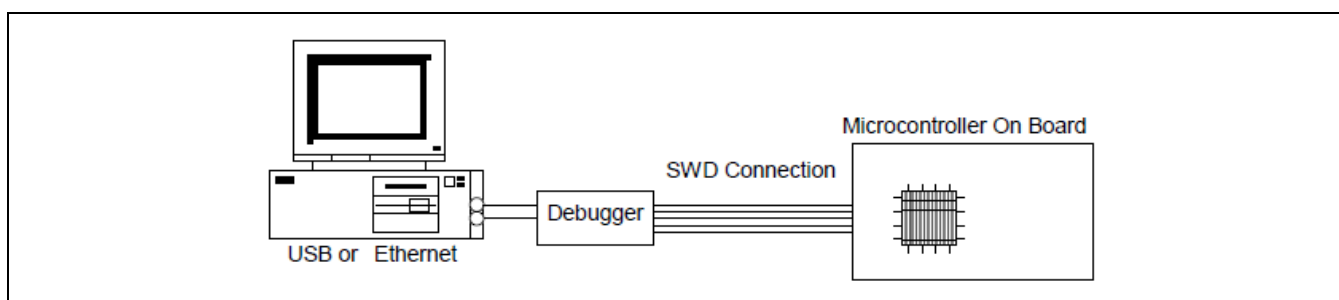 Microcontroller On Board
SWD Connection
Debugger
USB or Ethernet